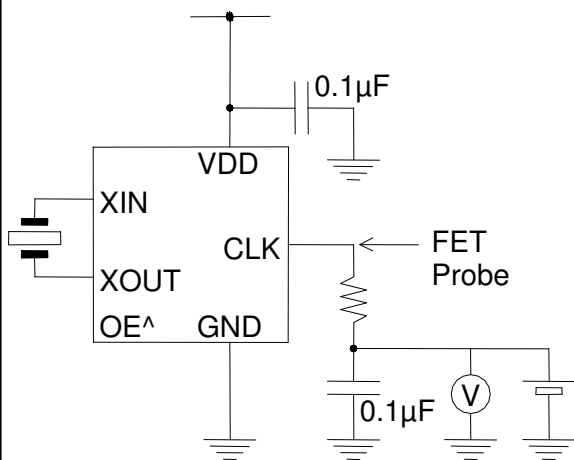 0.1µF
VDD
XIN
CLK
FET
Probe
XOUT
OE^ GND
V
0.1µF